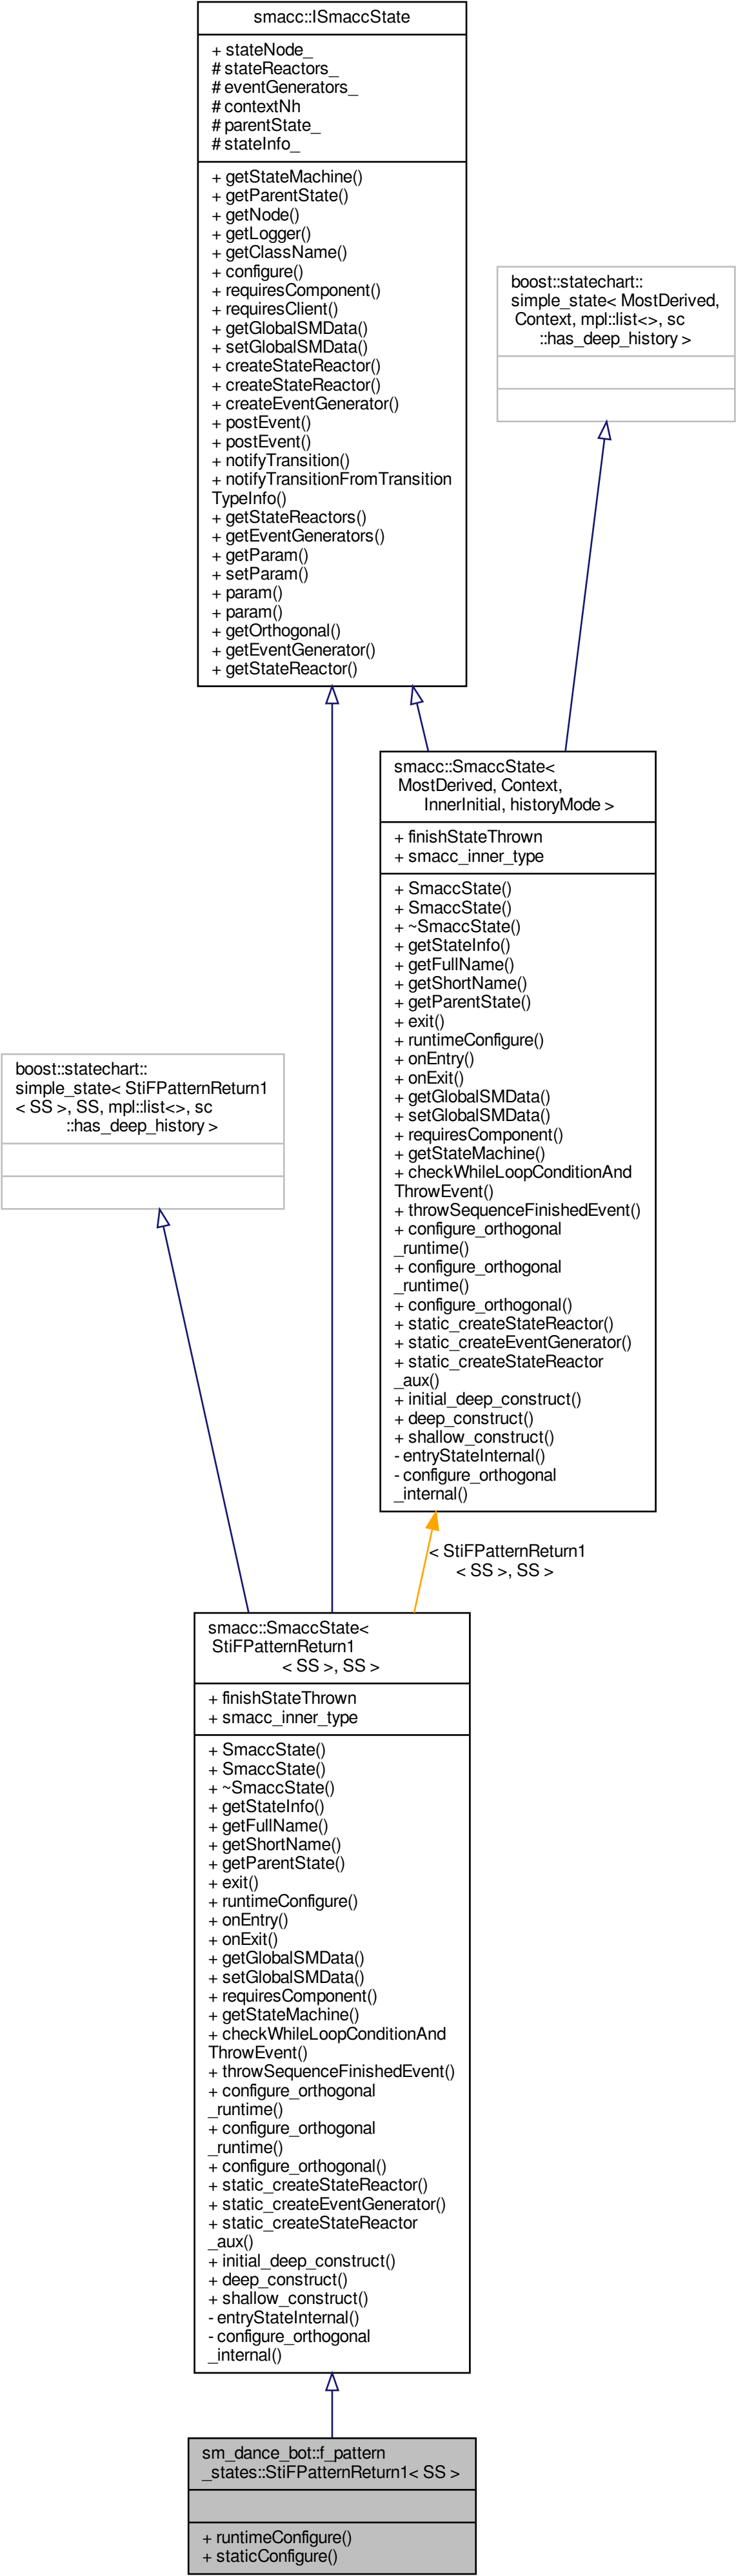 smacc::ISmaccState
+ stateNode_
# stateReactors_
# eventGenerators_
# contextNh
# parentState_
# stateInfo_
+ getStateMachine()
+ getParentState()
+ getNode()
+ getLogger()
+ getClassName()
+ configure()
+ requiresComponent()
+ requiresClient()
+ getGlobalSMData()
+ setGlobalSMData()
+ createStateReactor()
+ createStateReactor()
+ createEventGenerator()
+ postEvent()
+ postEvent()
+ notifyTransition()
+ notifyTransitionFromTransition
TypeInfo()
+ getStateReactors()
+ getEventGenerators()
+ getParam()
+ setParam()
+ param()
+ param()
+ getOrthogonal()
+ getEventGenerator()
+ getStateReactor()
boost::statechart::
simple_state< MostDerived,
Context, mpl::list<>, sc
::has_deep_history >
smacc::SmaccState<
MostDerived, Context,
InnerInitial, historyMode >
+ finishStateThrown
+ smacc_inner_type
+ SmaccState()
+ SmaccState()
+ ~SmaccState()
+ getStateInfo()
+ getFullName()
+ getShortName()
+ getParentState()
+ exit()
+ runtimeConfigure()
+ onEntry()
+ onExit()
+ getGlobalSMData()
+ setGlobalSMData()
+ requiresComponent()
+ getStateMachine()
+ checkWhileLoopConditionAnd
ThrowEvent()
+ throwSequenceFinishedEvent()
+ configure_orthogonal
_runtime()
+ configure_orthogonal
_runtime()
+ configure_orthogonal()
+ static_createStateReactor()
+ static_createEventGenerator()
+ static_createStateReactor
_aux()
+ initial_deep_construct()
+ deep_construct()
+ shallow_construct()
- entryStateInternal()
- configure_orthogonal
_internal()
boost::statechart::
simple_state< StiFPatternReturn1
< SS >, SS, mpl::list<>, sc
::has_deep_history >
< StiFPatternReturn1
< SS >, SS >
smacc::SmaccState<
StiFPatternReturn1
< SS >, SS >
+ finishStateThrown
+ smacc_inner_type
+ SmaccState()
+ SmaccState()
+ ~SmaccState()
+ getStateInfo()
+ getFullName()
+ getShortName()
+ getParentState()
+ exit()
+ runtimeConfigure()
+ onEntry()
+ onExit()
+ getGlobalSMData()
+ setGlobalSMData()
+ requiresComponent()
+ getStateMachine()
+ checkWhileLoopConditionAnd
ThrowEvent()
+ throwSequenceFinishedEvent()
+ configure_orthogonal
_runtime()
+ configure_orthogonal
_runtime()
+ configure_orthogonal()
+ static_createStateReactor()
+ static_createEventGenerator()
+ static_createStateReactor
_aux()
+ initial_deep_construct()
+ deep_construct()
+ shallow_construct()
- entryStateInternal()
- configure_orthogonal
_internal()
sm_dance_bot::f_pattern
_states::StiFPatternReturn1< SS >
+ runtimeConfigure()
+ staticConfigure()